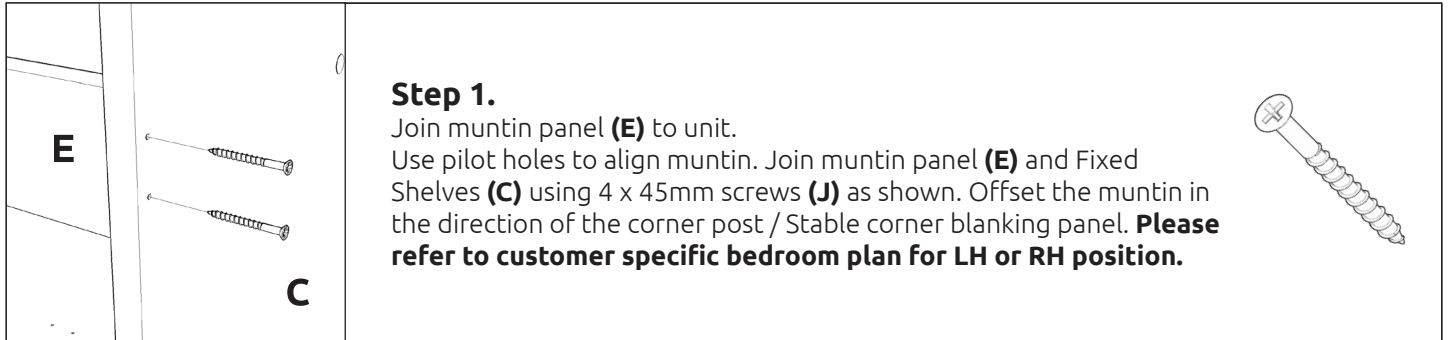 E
C
Step 1.
Join muntin panel (E) to unit.
Use pilot holes to align muntin. Join muntin panel (E) and Fixed
Shelves (C) using 4 x 45mm screws (J) as shown. Offset the muntin in
the direction of the corner post / Stable corner blanking panel. Please
refer to customer specific bedroom plan for LH or RH position.